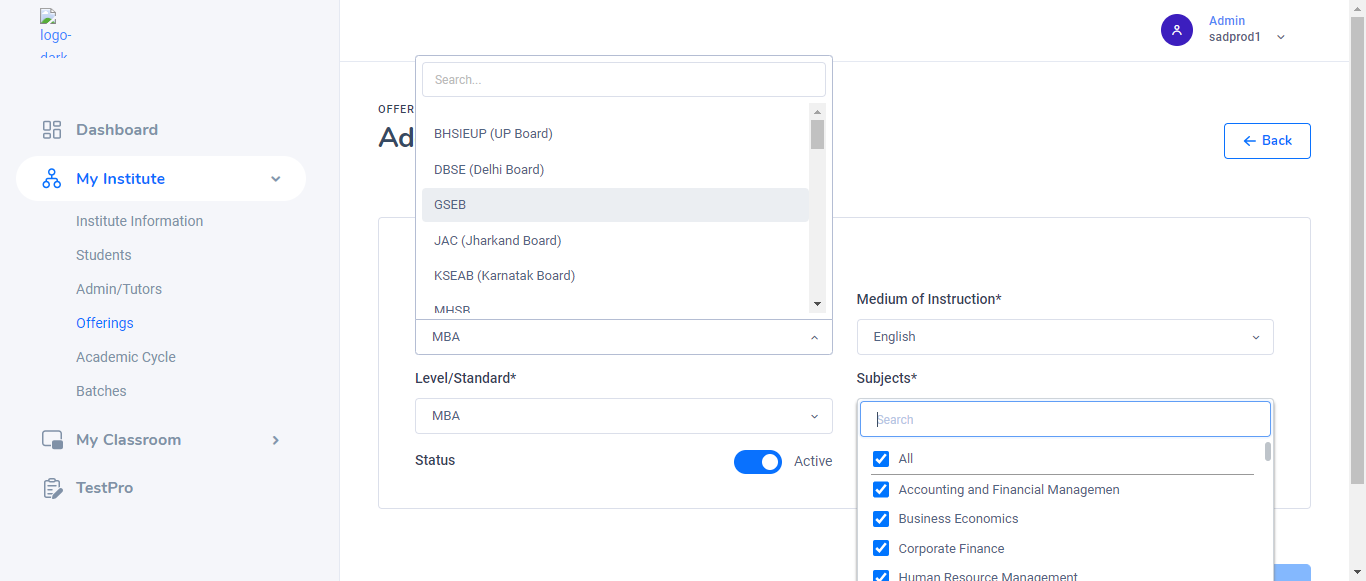 logo-
dark
Admin
sadprod1
Dashboard
My Institute
Institute Information
Students
Admin/Tutors
Offerings
Academic Cycle
Batches
My Classroom
TestPro
OFFER
Ad
Back
Search...
BHSIEUP (UP Board)
DBSE (Delhi Board)
GSEB
JAC (Jharkand Board)
KSEAB (Karnatak Board)
MHSB
MBA
Medium of Instruction*
English
Level/Standard*
MBA
Subjects*
Search
All
Accounting and Financial Managemen
Business Economics
Corporate Finance
Human Resource Management
Status
Active